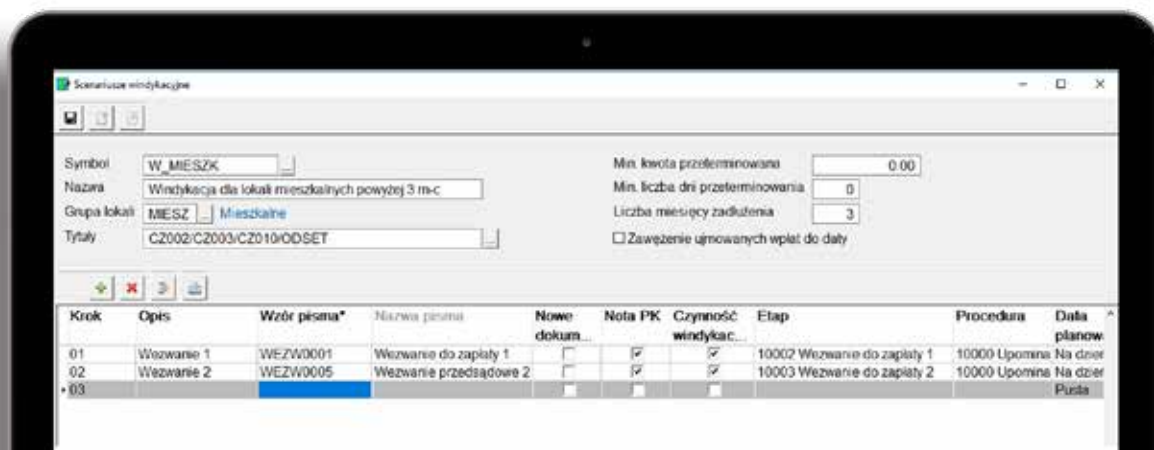 Scenariusze windykacyjne
Symbol W_MIESZK ... Min. kwota przeterminowana 0.00
Nazwa Windykacja dla lokali mieszkalnych powyżej 3 m-c Min. liczba dni przeterminowania 0
Grupa lokali MIESZ ... Mieszkalne Liczba miesięcy zadłużenia 3
Tytuły CZ002/CZ003/CZ010/ODSET ... Zawężenie ujmowanych wpłat do daty
Krok Opis Wzór pisma* Nazwa pisma Nowe dokum... Nota PK Czynność windykac... Etap Procedura Data planow
01 Wezwanie 1 WEZW0001 Wezwanie do zapłaty 1 10002 Wezwanie do zapłaty 1 10000 Upomina Na dzier
02 Wezwanie 2 WEZW0005 Wezwanie przedsądowe 2 10003 Wezwanie do zapłaty 2 10000 Upomina Na dzier
03 Pusta